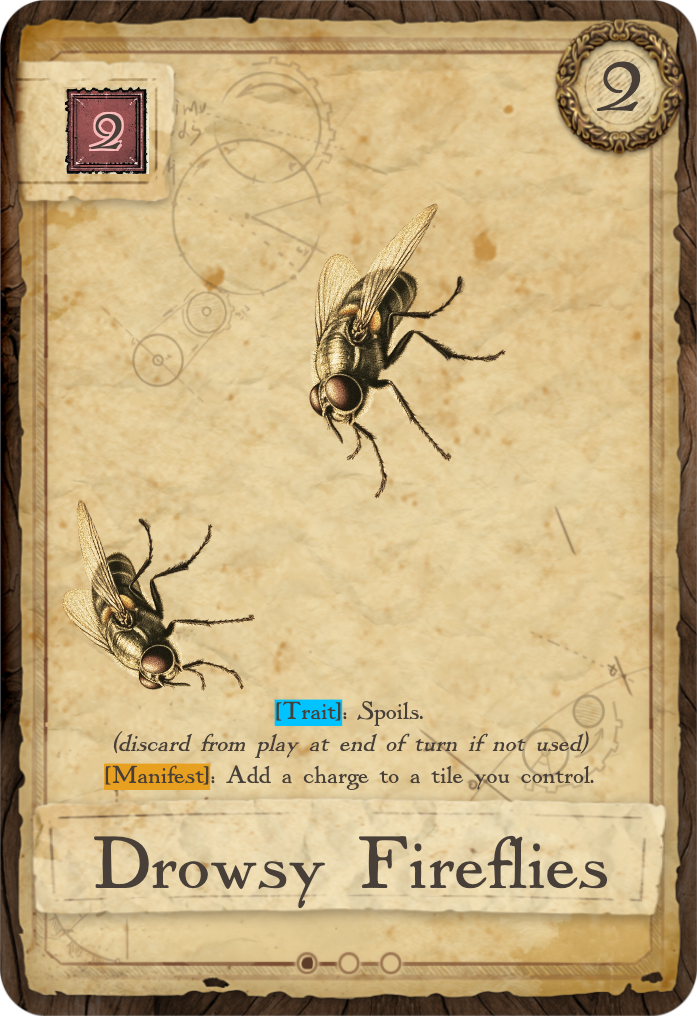 2
2
[Trait]: Spoils.
(discard from play at end of turn if not used)
[Manifest]: Add a charge to a tile you control.
Drowsy Fireflies